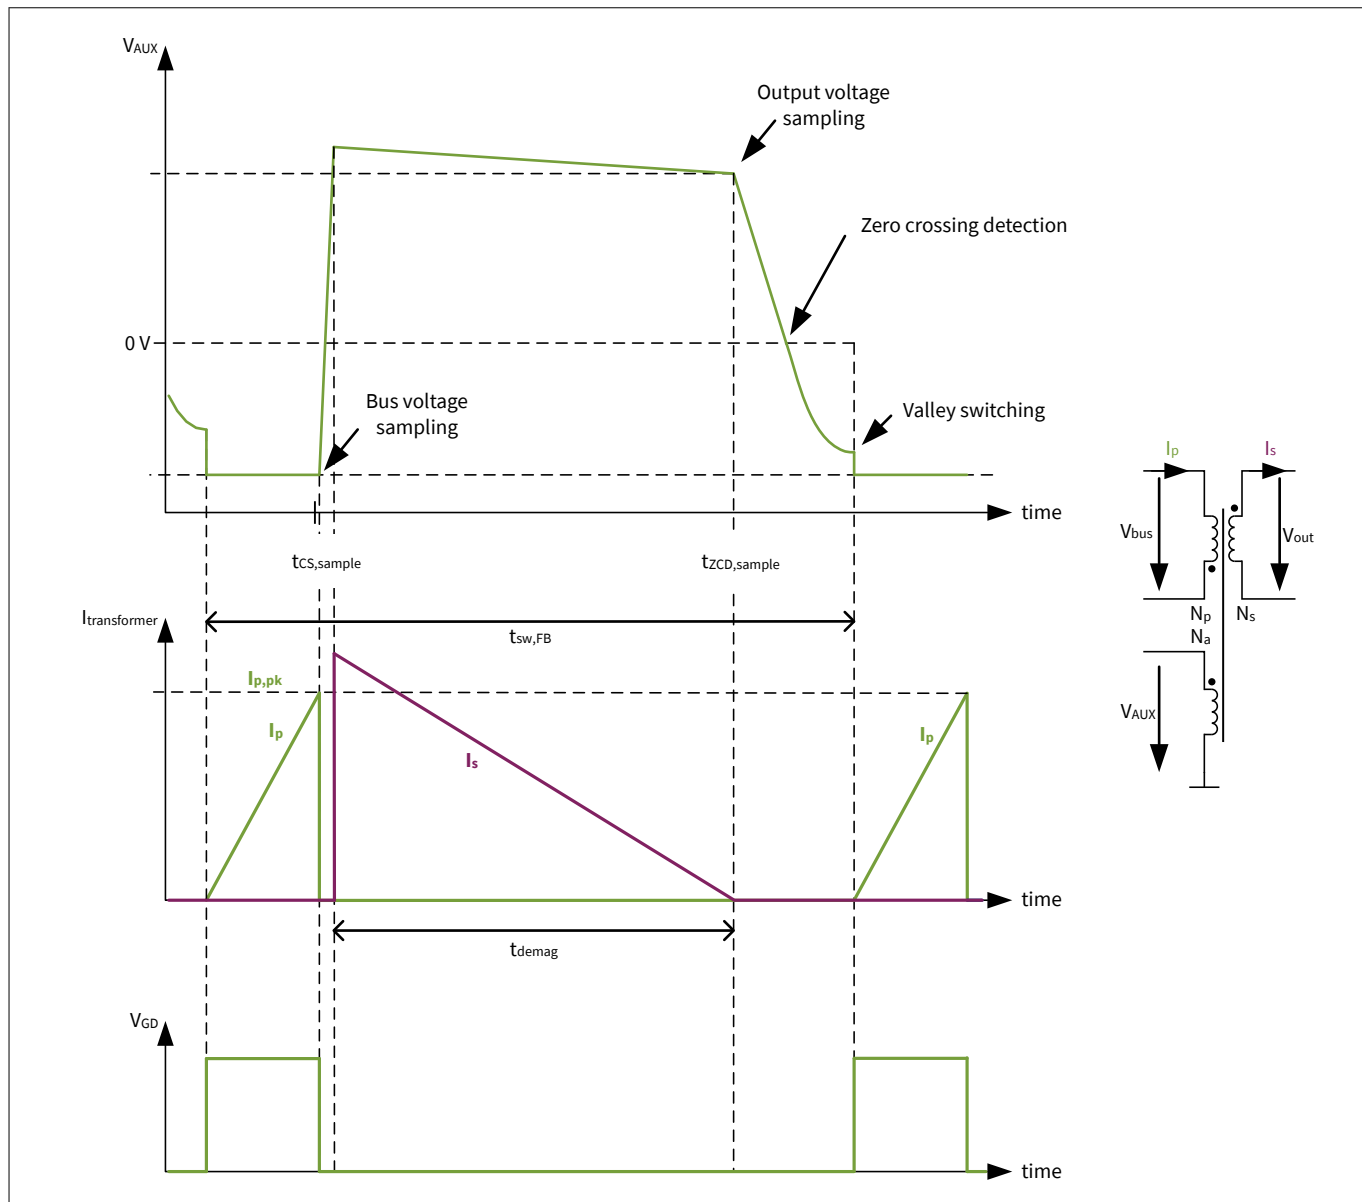 VAUX
Output voltage
sampling
Zero crossing detection
0 V
Bus voltage
sampling
Valley switching
time
tCS,sample
tZCD,sample
Itransformer
tsw,FB
Ip,pk
Ip
Is
Ip
time
tdemag
VGD
time
Ip
Is
Vbus
Vout
Np
Ns
Na
VAUX